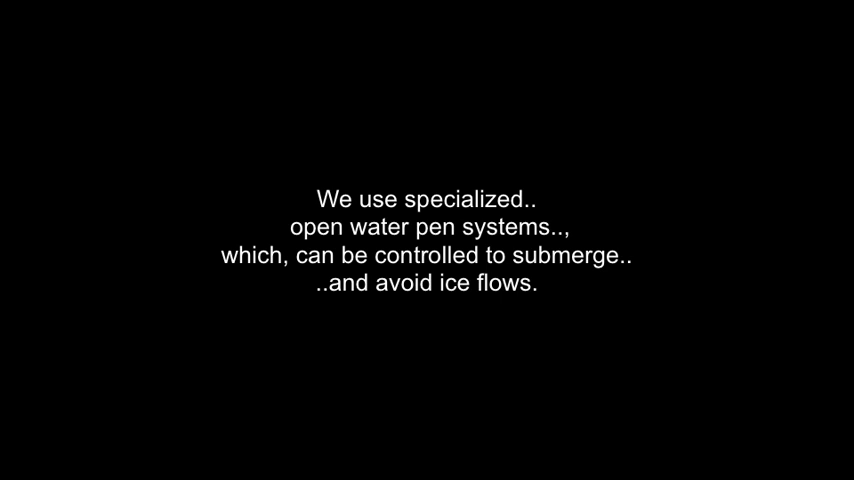 We use specialized..
open water pen systems..,
which, can be controlled to submerge..
..and avoid ice flows.